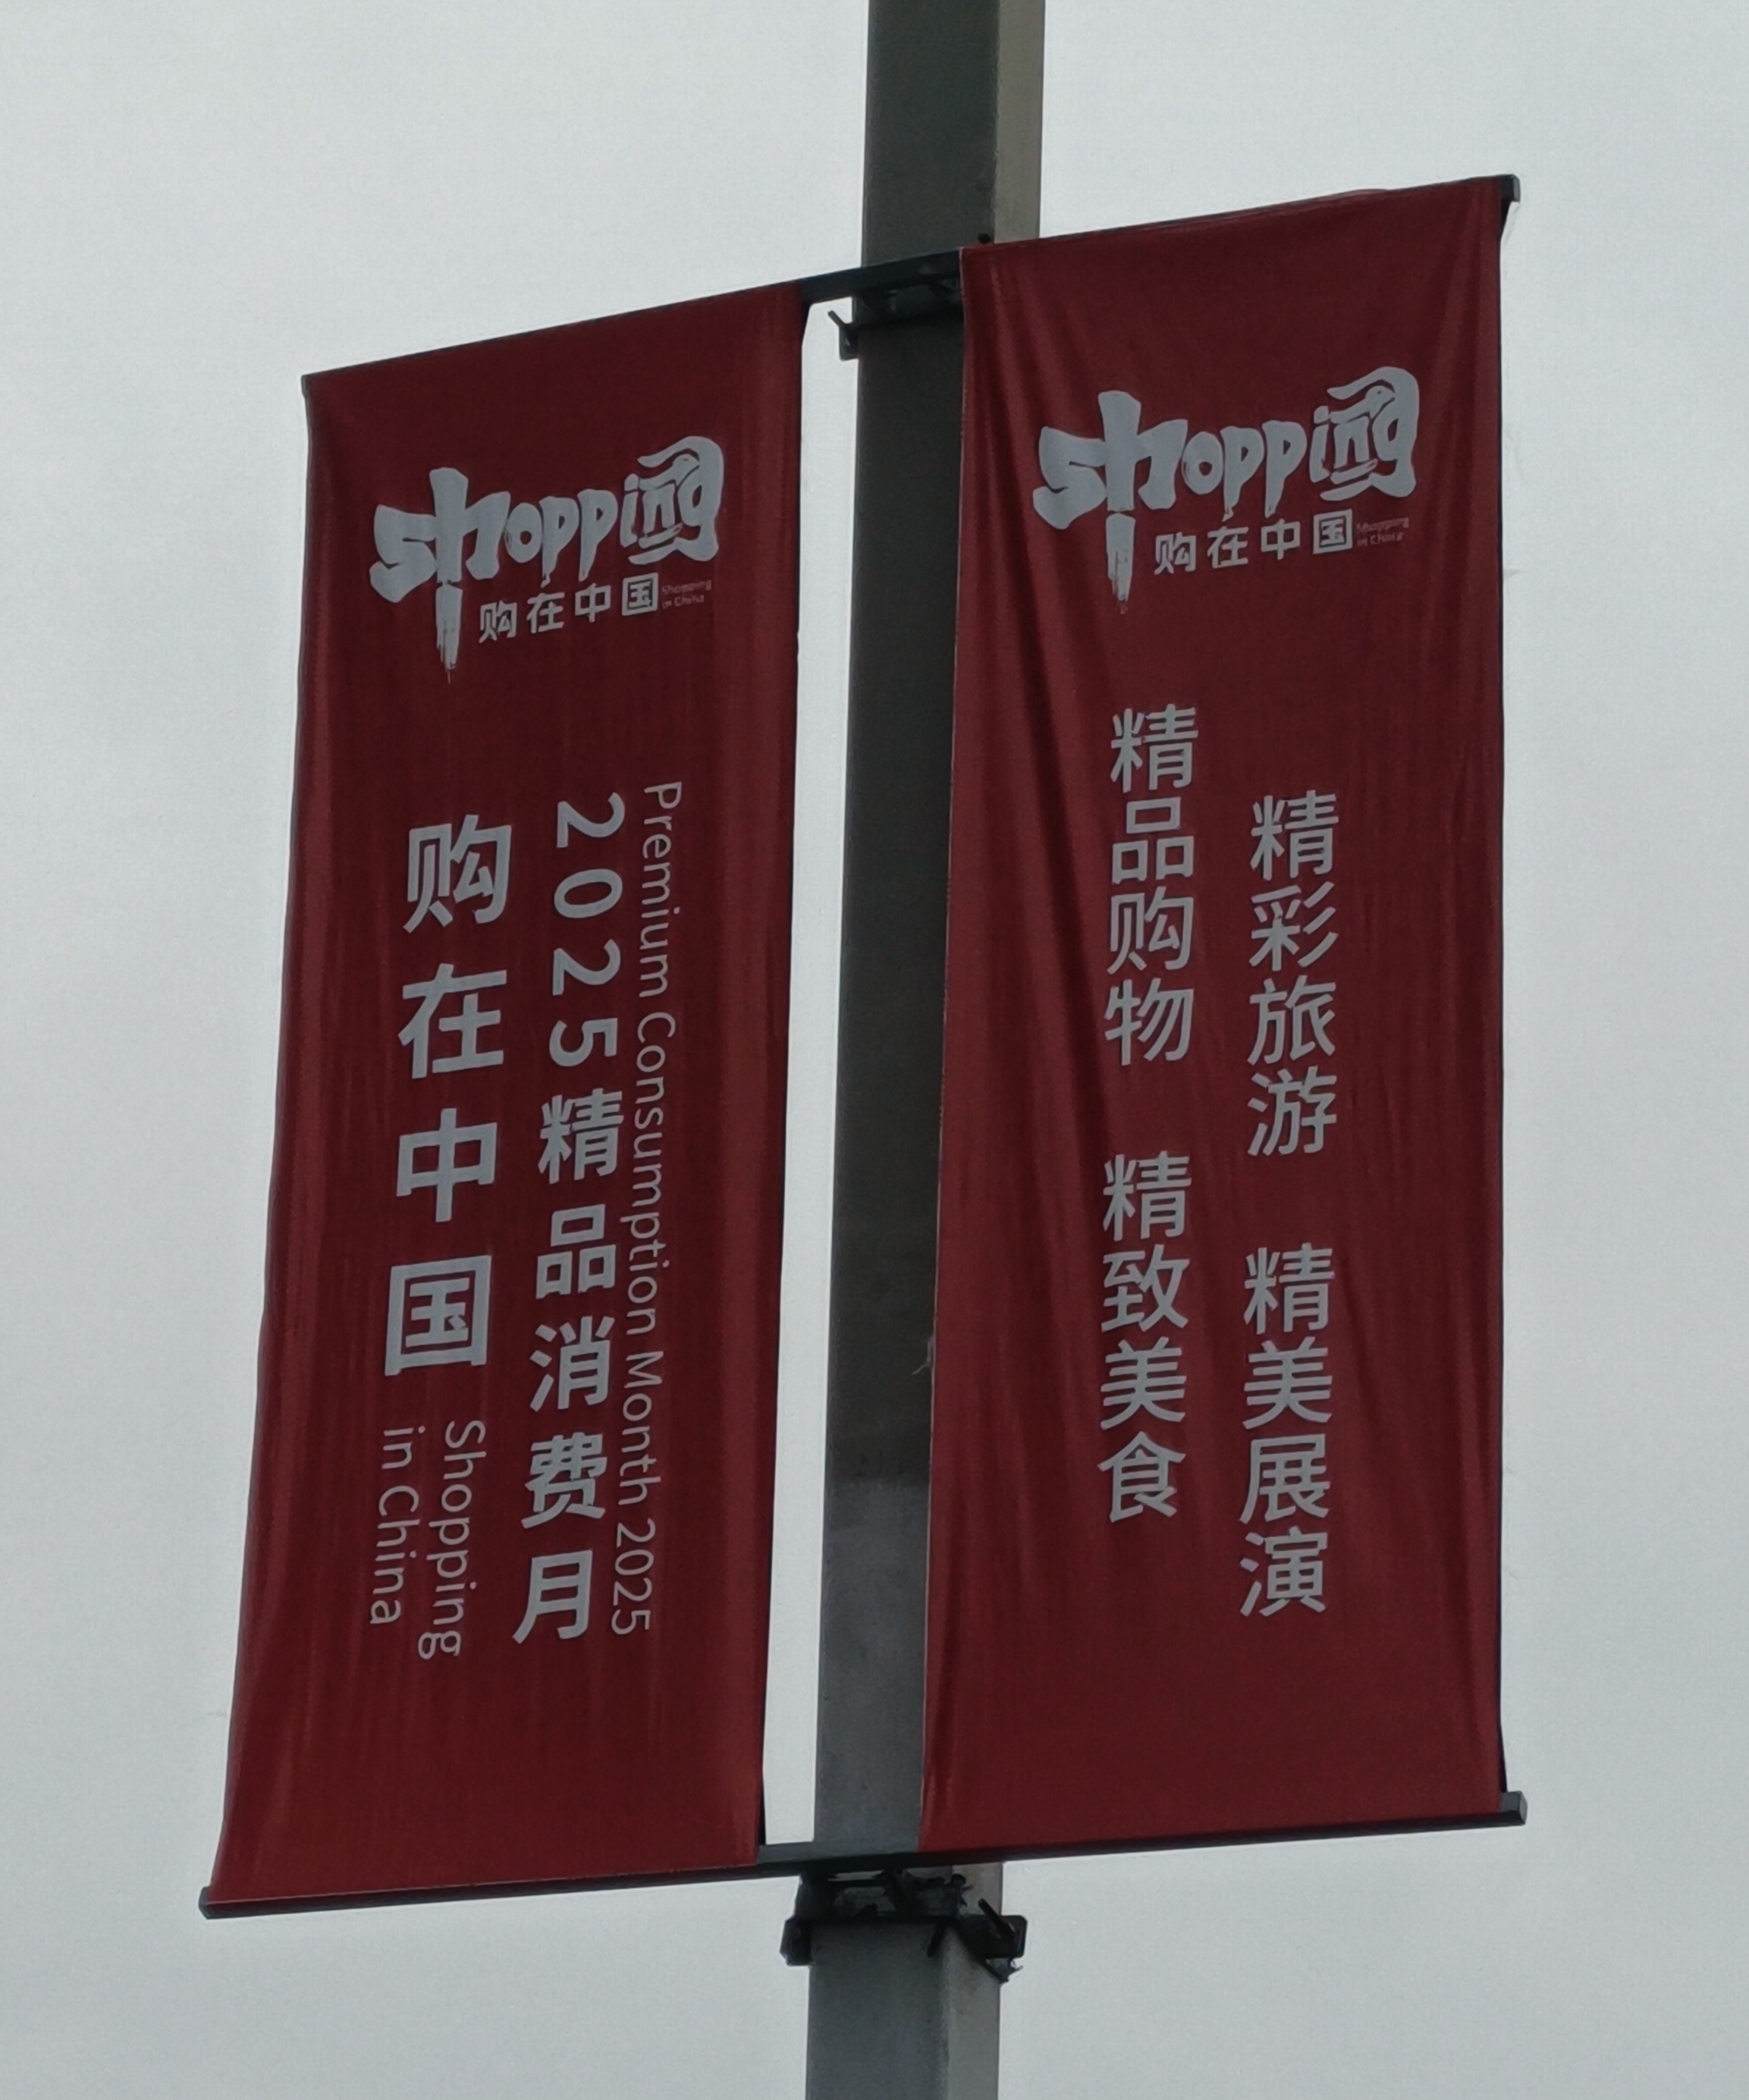 Shopping
购在中国
Shopping
in China
购在中国
Shopping
in China
2025精品消费月
Premium Consumption Month 2025
Shopping
购在中国
Shopping
in China
精品购物 精致美食
精彩旅游 精美展演